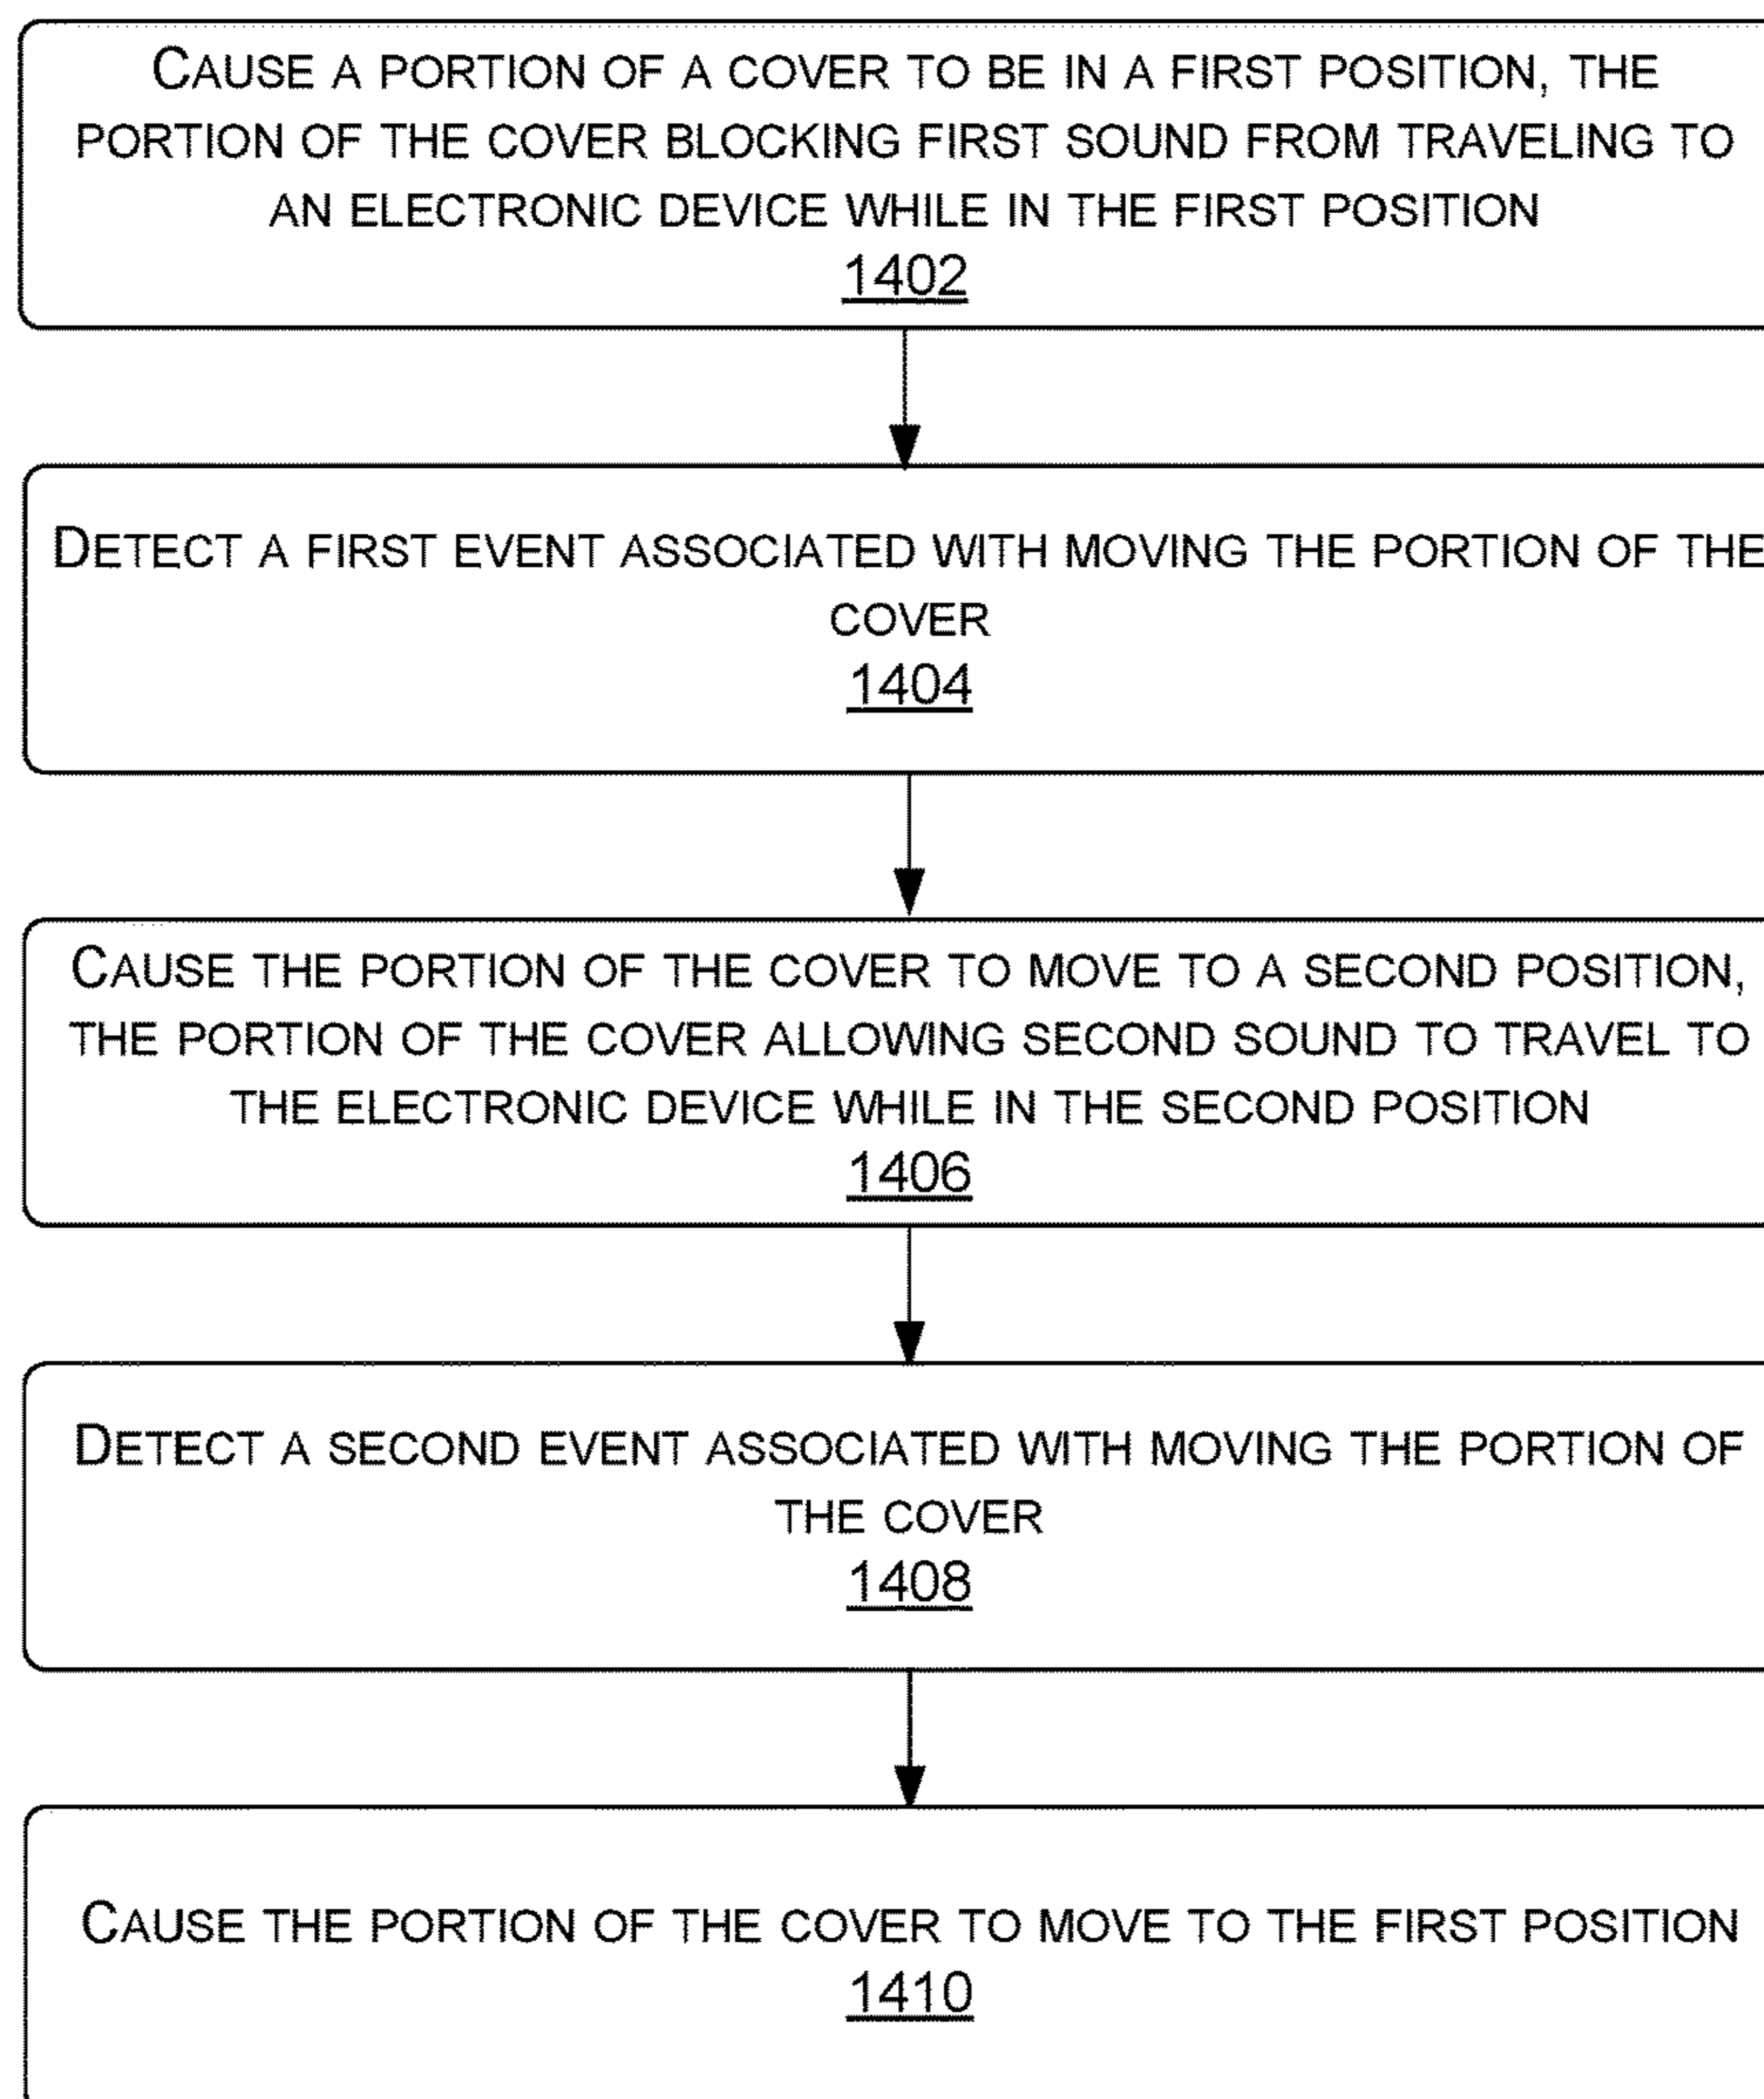 CAUSE A PORTION OF A COVER TO BE IN A FIRST POSITION, THE
PORTION OF THE COVER BLOCKING FIRST SOUND FROM TRAVELING TO
AN ELECTRONIC DEVICE WHILE IN THE FIRST POSITION
1402
DETECT A FIRST EVENT ASSOCIATED WITH MOVING THE PORTION OF THE
COVER
1404
CAUSE THE PORTION OF THE COVER TO MOVE TO A SECOND POSITION,
THE PORTION OF THE COVER ALLOWING SECOND SOUND TO TRAVEL TO
THE ELECTRONIC DEVICE WHILE IN THE SECOND POSITION
1406
DETECT A SECOND EVENT ASSOCIATED WITH MOVING THE PORTION OF
THE COVER
1408
CAUSE THE PORTION OF THE COVER TO MOVE TO THE FIRST POSITION
1410